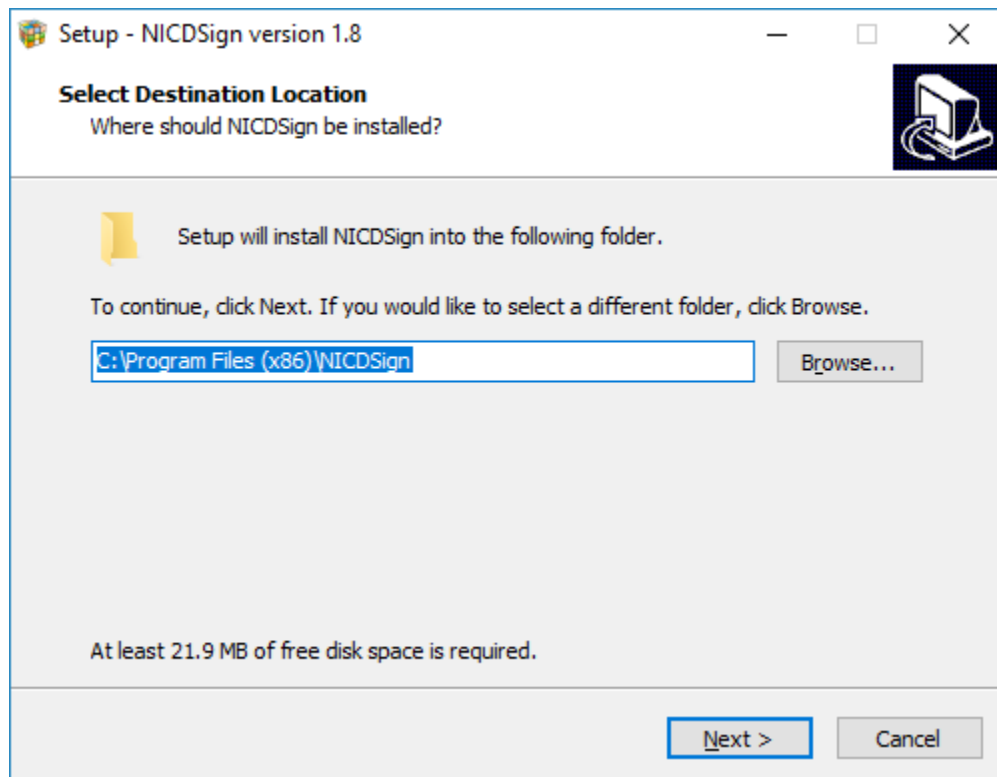 Setup - NICDSign version 1.8
Select Destination Location
Where should NICDSign be installed?
Setup will install NICDSign into the following folder.
To continue, click Next. If you would like to select a different folder, click Browse.
C:\Program Files (x86)\NICDSign
Browse...
At least 21.9 MB of free disk space is required.
Next >
Cancel